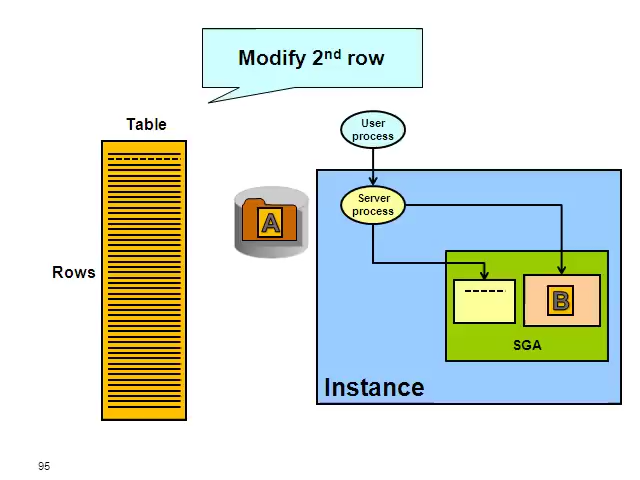 Modify 2nd row
Table
User
process
Server
process
A
Rows
B
SGA
Instance
95